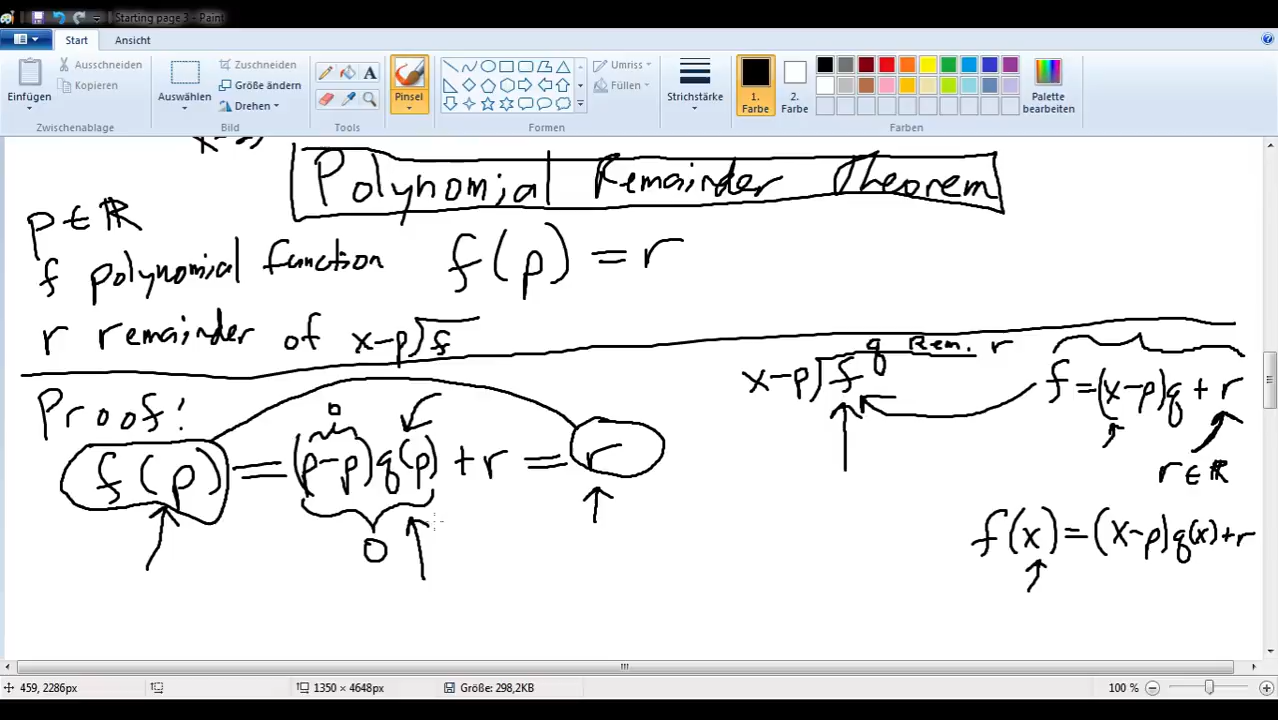 Starting page 3 - Paint
Start Ansicht
Einfügen
Ausschneiden
Kopieren
Zwischenablage
Auswählen
Zuschneiden
Größe ändern
Drehen
Bild
A
Tools
Pinsel
Umriss
Füllen
Formen
Strichstärke
1. Farbe
2. Farbe
Palette bearbeiten
Farben
Polynomial Remainder Theorem
p ∈ ℝ
f polynomial function f(p) = r
r remainder of x-p)f
q Rem. r
x-p)f
f = (x-p)q + r
r ∈ ℝ
Proof:
0
f(p) = (p-p)q(p) + r = r
0
f(x) = (x-p)q(x)+r
459, 2286px
1350 × 4648px
Größe: 298,2KB
100 %